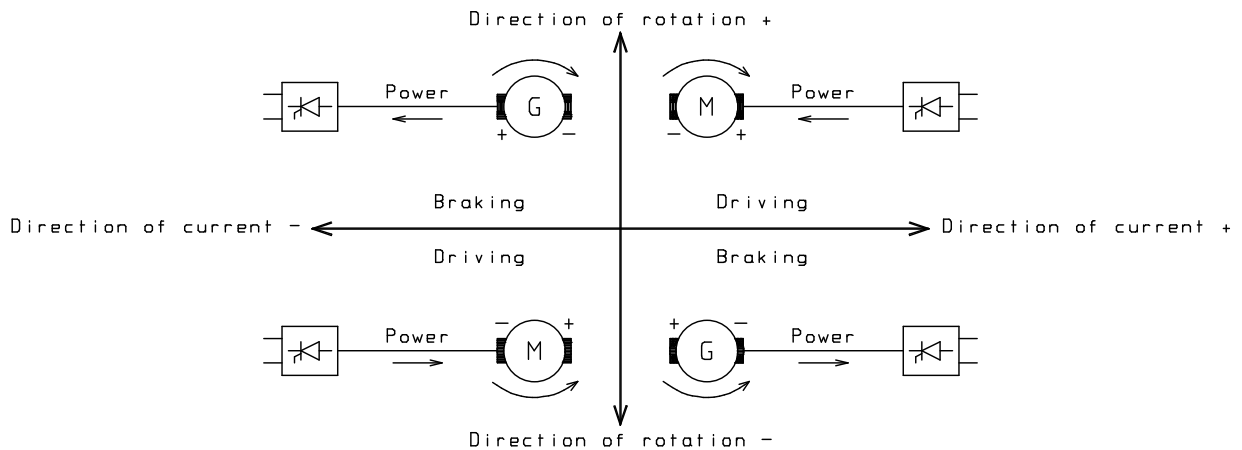 Direction of rotation +
Power Power
G M
+ − − +
Braking Driving
Direction of current − Direction of current +
Driving Braking
− + + −
Power Power
M G
Direction of rotation −